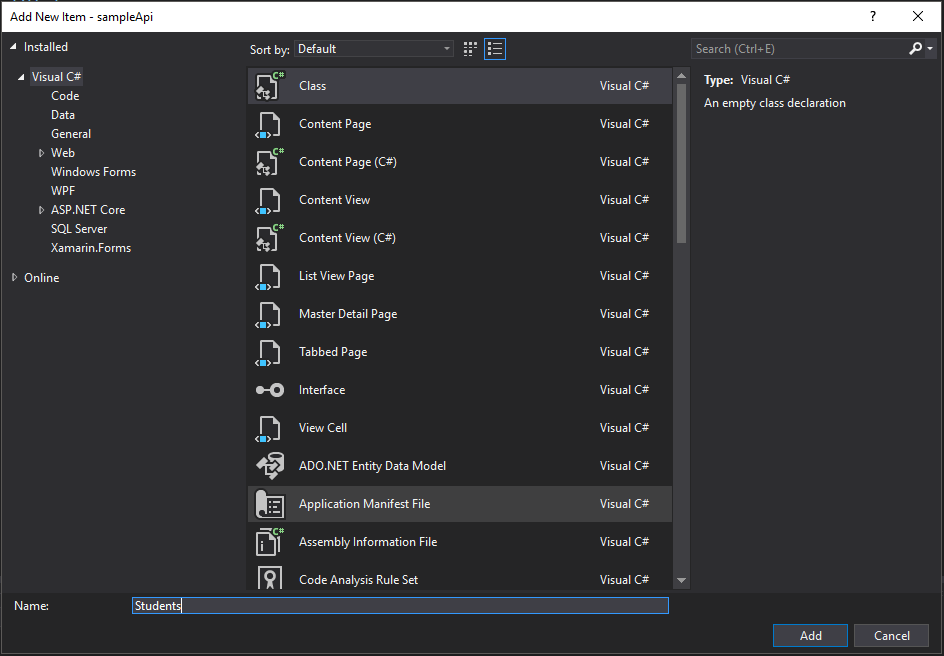 Add New Item - sampleApi
?
Installed
Visual C#
Code
Data
General
Web
Windows Forms
WPF
ASP.NET Core
SQL Server
Xamarin.Forms
Online
Sort by: Default
C# Class Visual C#
Content Page Visual C#
C# Content Page (C#) Visual C#
Content View Visual C#
C# Content View (C#) Visual C#
List View Page Visual C#
Master Detail Page Visual C#
Tabbed Page Visual C#
Interface Visual C#
View Cell Visual C#
ADO.NET Entity Data Model Visual C#
Application Manifest File Visual C#
C# Assembly Information File Visual C#
Code Analysis Rule Set Visual C#
Search (Ctrl+E)
Type: Visual C#
An empty class declaration
Name: Students
Add Cancel